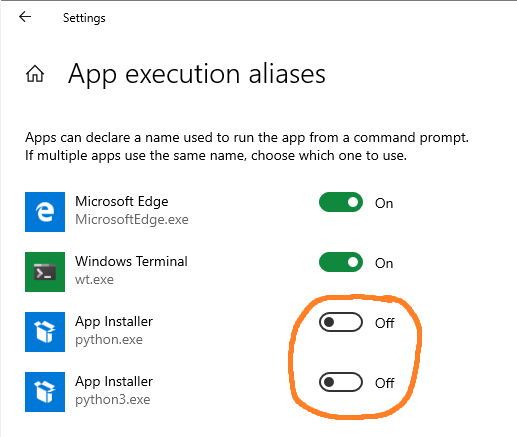 Settings
App execution aliases
Apps can declare a name used to run the app from a command prompt.
If multiple apps use the same name, choose which one to use.
Microsoft Edge
MicrosoftEdge.exe
On
Windows Terminal
wt.exe
On
App Installer
python.exe
Off
App Installer
python3.exe
Off